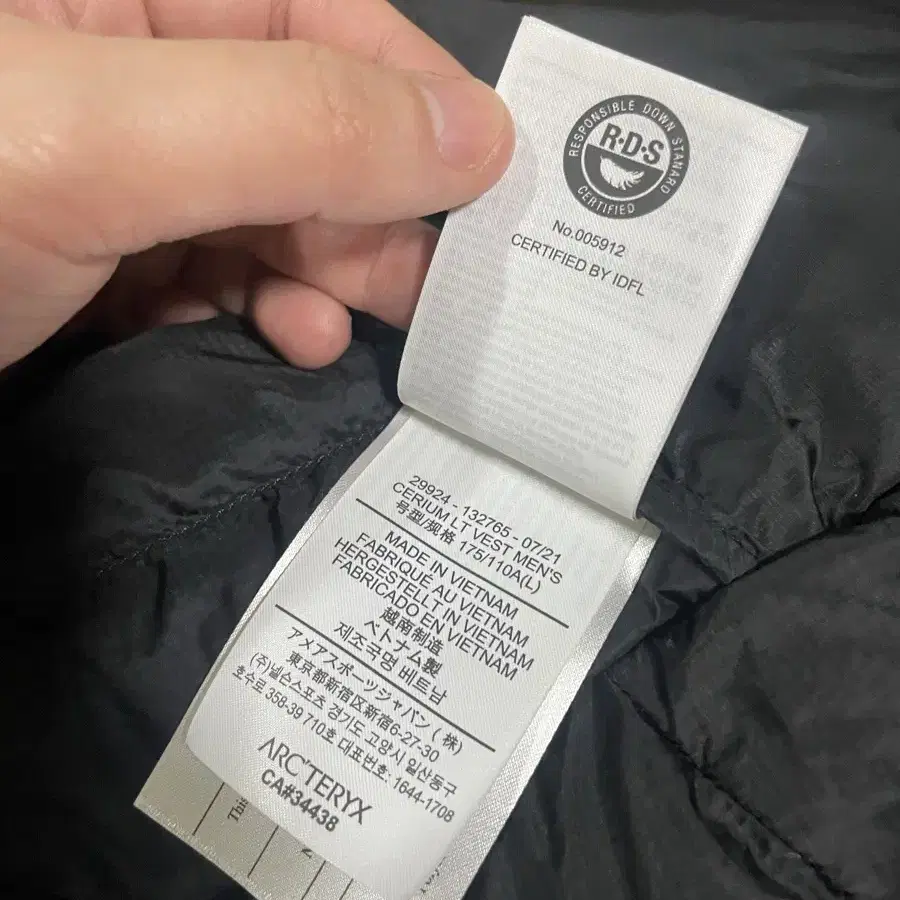 RESPONSIBLE DOWN STANARD
R·D·S
CERTIFIED
No.005912
CERTIFIED BY IDFL
29924 - 132765 - 07/21
CERIUM LT VEST MEN'S
号型/规格 175/110A(L)
MADE IN VIETNAM
FABRIQUÉ AU VIETNAM
HERGESTELLT IN VIETNAM
FABRICADO EN VIETNAM
越南制造
ベトナム製
제조국명 베트남
アメアスポーツジャパン ( 株)
東京都新宿区新宿6-27-30
(주)넬슨스포츠 경기도 고양시 일산동구
호수로 358-39 710호 대표번호: 1644-1708
ARC'TERYX
CA#34438
This